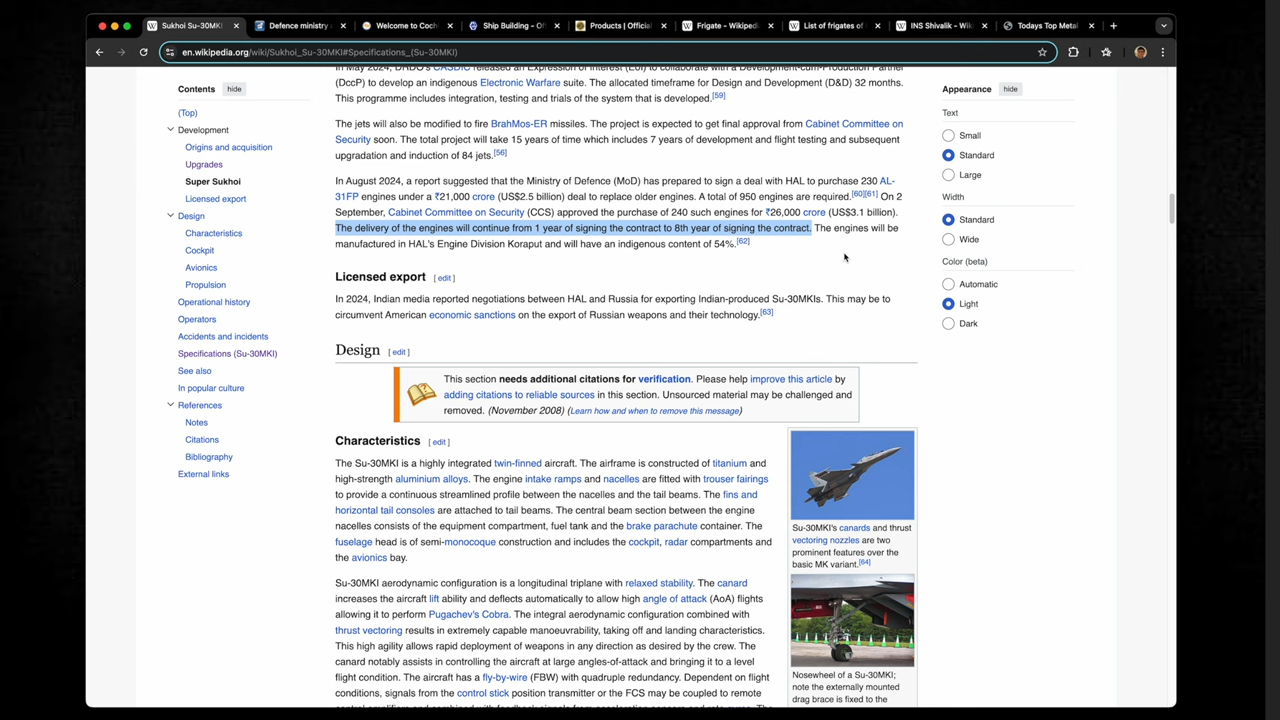 Sukhoi Su-30MKI
Defence ministry
Welcome to Coch
Ship Building - Of
Products | Official
Frigate - Wikiped
List of frigates of
INS Shivalik - Wiki
Todays Top Metal
en.wikipedia.org/wiki/Sukhoi_Su-30MKI#Specifications_(Su-30MKI)
Contents hide
(Top)
Development
Origins and acquisition
Upgrades
Super Sukhoi
Licensed export
Design
Characteristics
Cockpit
Avionics
Propulsion
Operational history
Operators
Accidents and incidents
Specifications (Su-30MKI)
See also
In popular culture
References
Notes
Citations
Bibliography
External links
In May 2024, DRDO's CASDIC released an Expression of Interest (EoI) to collaborate with a Development-cum-Production Partner
(DccP) to develop an indigenous Electronic Warfare suite. The allocated timeframe for Design and Development (D&D) 32 months.
This programme includes integration, testing and trials of the system that is developed.[59]
The jets will also be modified to fire BrahMos-ER missiles. The project is expected to get final approval from Cabinet Committee on
Security soon. The total project will take 15 years of time which includes 7 years of development and flight testing and subsequent
upgradation and induction of 84 jets.[56]
In August 2024, a report suggested that the Ministry of Defence (MoD) has prepared to sign a deal with HAL to purchase 230 AL-
31FP engines under a ₹21,000 crore (US$2.5 billion) deal to replace older engines. A total of 950 engines are required.[60][61] On 2
September, Cabinet Committee on Security (CCS) approved the purchase of 240 such engines for ₹26,000 crore (US$3.1 billion).
The delivery of the engines will continue from 1 year of signing the contract to 8th year of signing the contract. The engines will be
manufactured in HAL's Engine Division Koraput and will have an indigenous content of 54%.[62]
Licensed export [ edit ]
In 2024, Indian media reported negotiations between HAL and Russia for exporting Indian-produced Su-30MKIs. This may be to
circumvent American economic sanctions on the export of Russian weapons and their technology.[63]
Design [ edit ]
This section needs additional citations for verification. Please help improve this article by
adding citations to reliable sources in this section. Unsourced material may be challenged and
removed. (November 2008) (Learn how and when to remove this message)
Characteristics [ edit ]
The Su-30MKI is a highly integrated twin-finned aircraft. The airframe is constructed of titanium and
high-strength aluminium alloys. The engine intake ramps and nacelles are fitted with trouser fairings
to provide a continuous streamlined profile between the nacelles and the tail beams. The fins and
horizontal tail consoles are attached to tail beams. The central beam section between the engine
nacelles consists of the equipment compartment, fuel tank and the brake parachute container. The
fuselage head is of semi-monocoque construction and includes the cockpit, radar compartments and
the avionics bay.
Su-30MKI aerodynamic configuration is a longitudinal triplane with relaxed stability. The canard
increases the aircraft lift ability and deflects automatically to allow high angle of attack (AoA) flights
allowing it to perform Pugachev's Cobra. The integral aerodynamic configuration combined with
thrust vectoring results in extremely capable manoeuvrability, taking off and landing characteristics.
This high agility allows rapid deployment of weapons in any direction as desired by the crew. The
canard notably assists in controlling the aircraft at large angles-of-attack and bringing it to a level
flight condition. The aircraft has a fly-by-wire (FBW) with quadruple redundancy. Dependent on flight
conditions, signals from the control stick position transmitter or the FCS may be coupled to remote
Su-30MKI's canards and thrust
vectoring nozzles are two
prominent features over the
basic MK variant.[64]
Nosewheel of a Su-30MKI;
note the externally mounted
drag brace is fixed to the
Appearance hide
Text
Small
Standard
Large
Width
Standard
Wide
Color (beta)
Automatic
Light
Dark